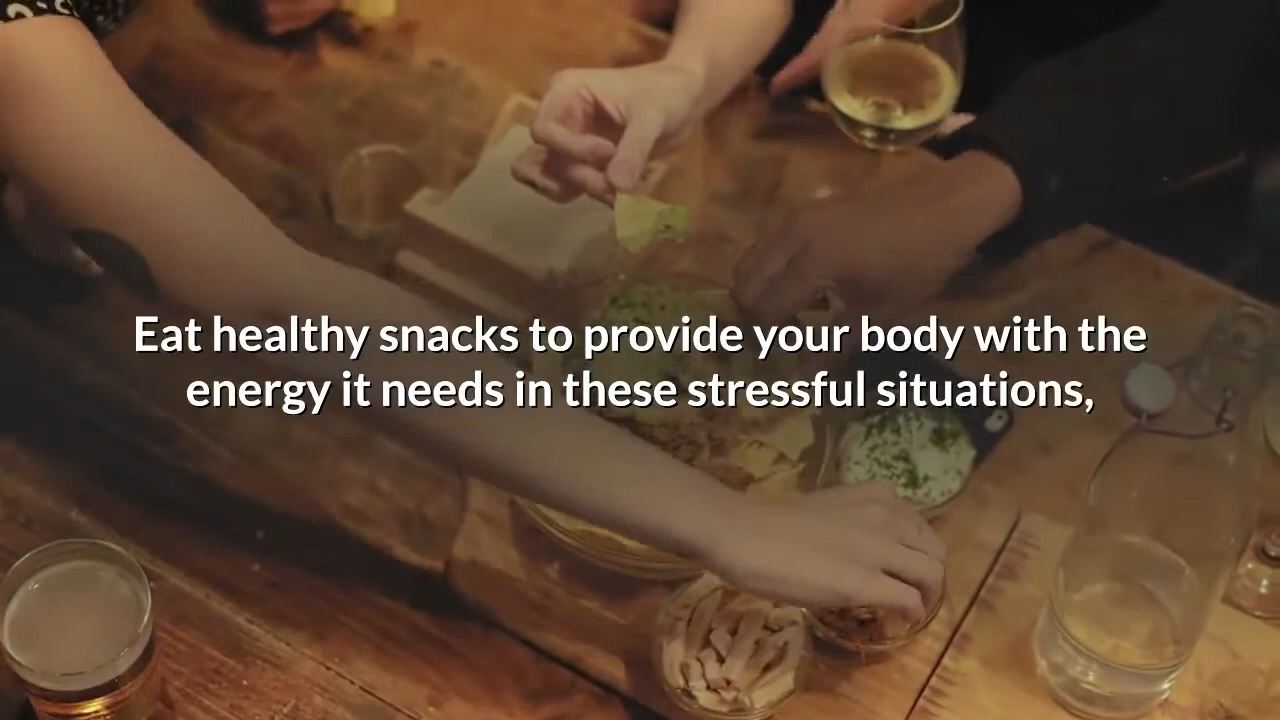 Eat healthy snacks to provide your body with the
energy it needs in these stressful situations,